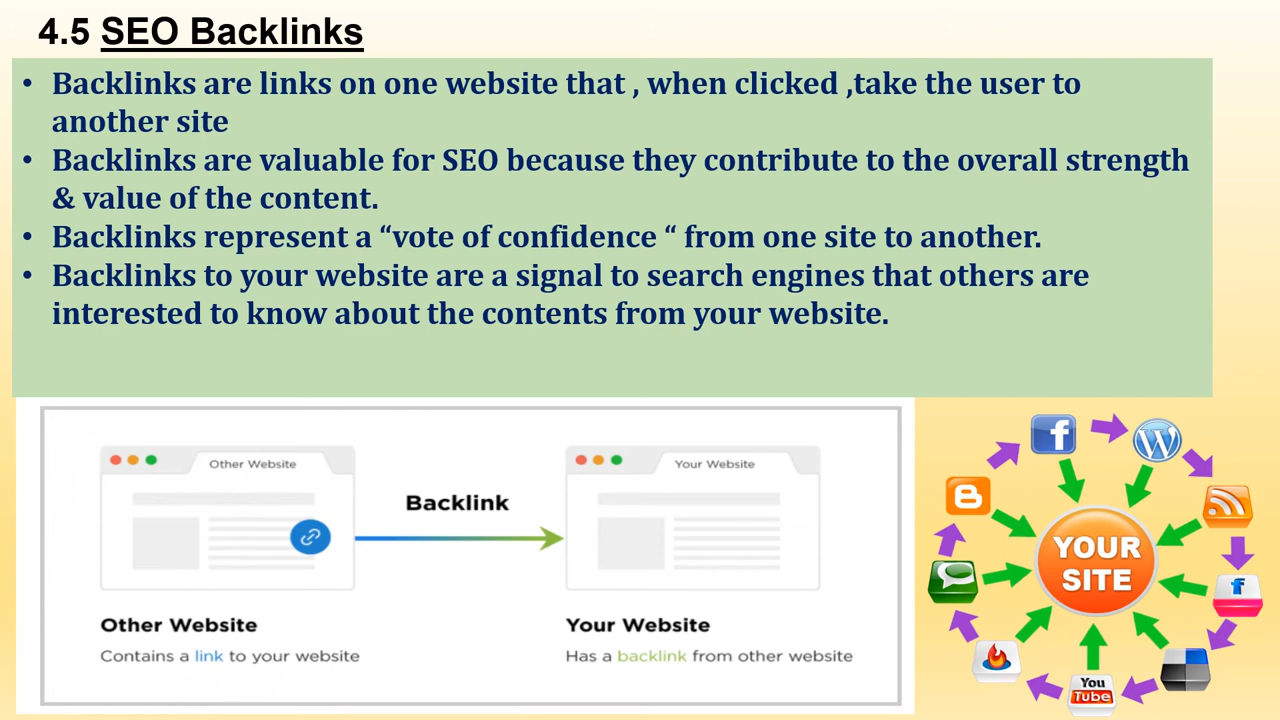 4.5 SEO Backlinks
• Backlinks are links on one website that , when clicked ,take the user to
another site
• Backlinks are valuable for SEO because they contribute to the overall strength
& value of the content.
• Backlinks represent a “vote of confidence “ from one site to another.
• Backlinks to your website are a signal to search engines that others are
interested to know about the contents from your website.
Other Website
Backlink
Your Website
Other Website
Contains a link to your website
Your Website
Has a backlink from other website
YOUR
SITE
You
Tube